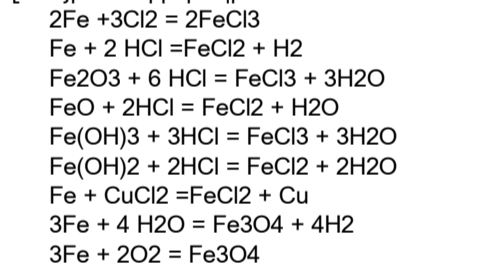 2Fe +3Cl2 = 2FeCl3
Fe + 2 HCl =FeCl2 + H2
Fe2O3 + 6 HCl = FeCl3 + 3H2O
FeO + 2HCl = FeCl2 + H2O
Fe(OH)3 + 3HCl = FeCl3 + 3H2O
Fe(OH)2 + 2HCl = FeCl2 + 2H2O
Fe + CuCl2 =FeCl2 + Cu
3Fe + 4 H2O = Fe3O4 + 4H2
3Fe + 2O2 = Fe3O4